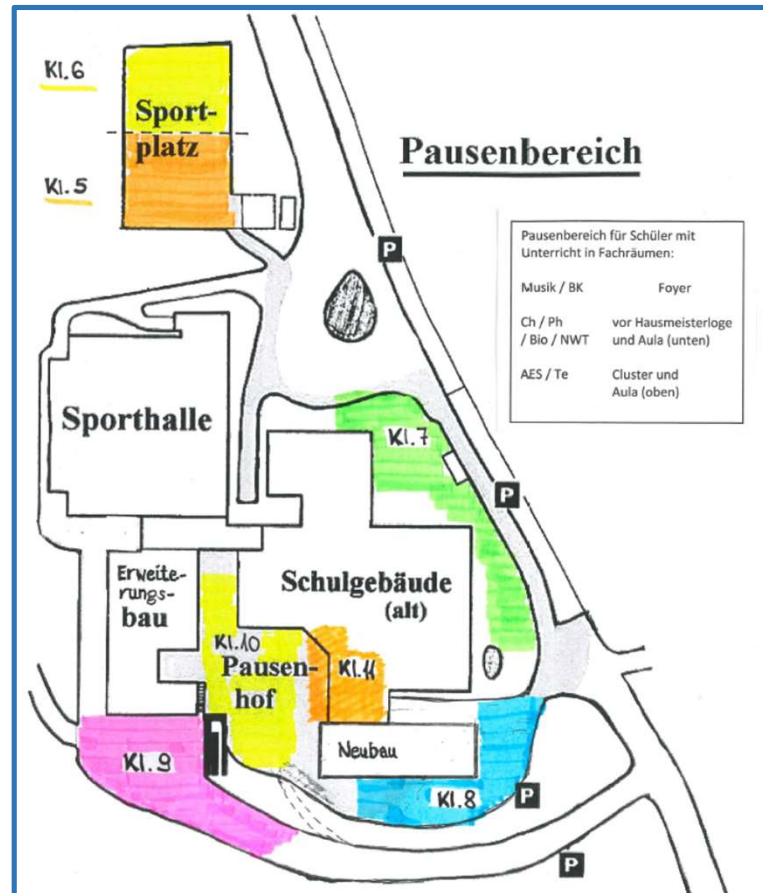 Kl.6
Sport-
platz
Kl.5
Pausenbereich
P
Pausenbereich für Schüler mit
Unterricht in Fachräumen:
Musik / BK Foyer
Ch / Ph vor Hausmeisterloge
/ Bio / NWT und Aula (unten)
AES / Te Cluster und
Aula (oben)
Sporthalle
Kl.7
P
Erweite-
rungs-
bau
Schulgebäude
(alt)
Kl.10
Pausen-
hof
Kl.11
Neubau
Kl.9
Kl.8
P
P